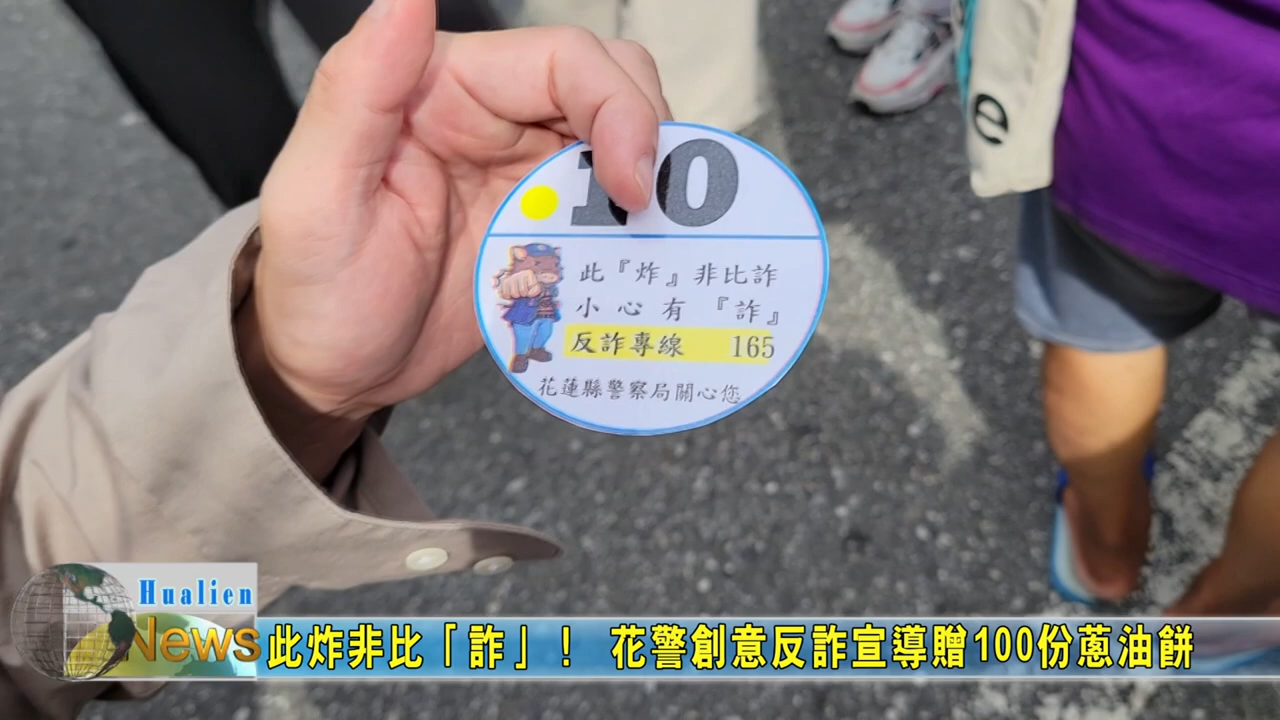 e
10
此『炸』非比詐
小心有『詐』
反詐專線 165
花蓮縣警察局關心您
Hualien
News
此炸非比「詐」！ 花警創意反詐宣導贈100份蔥油餅